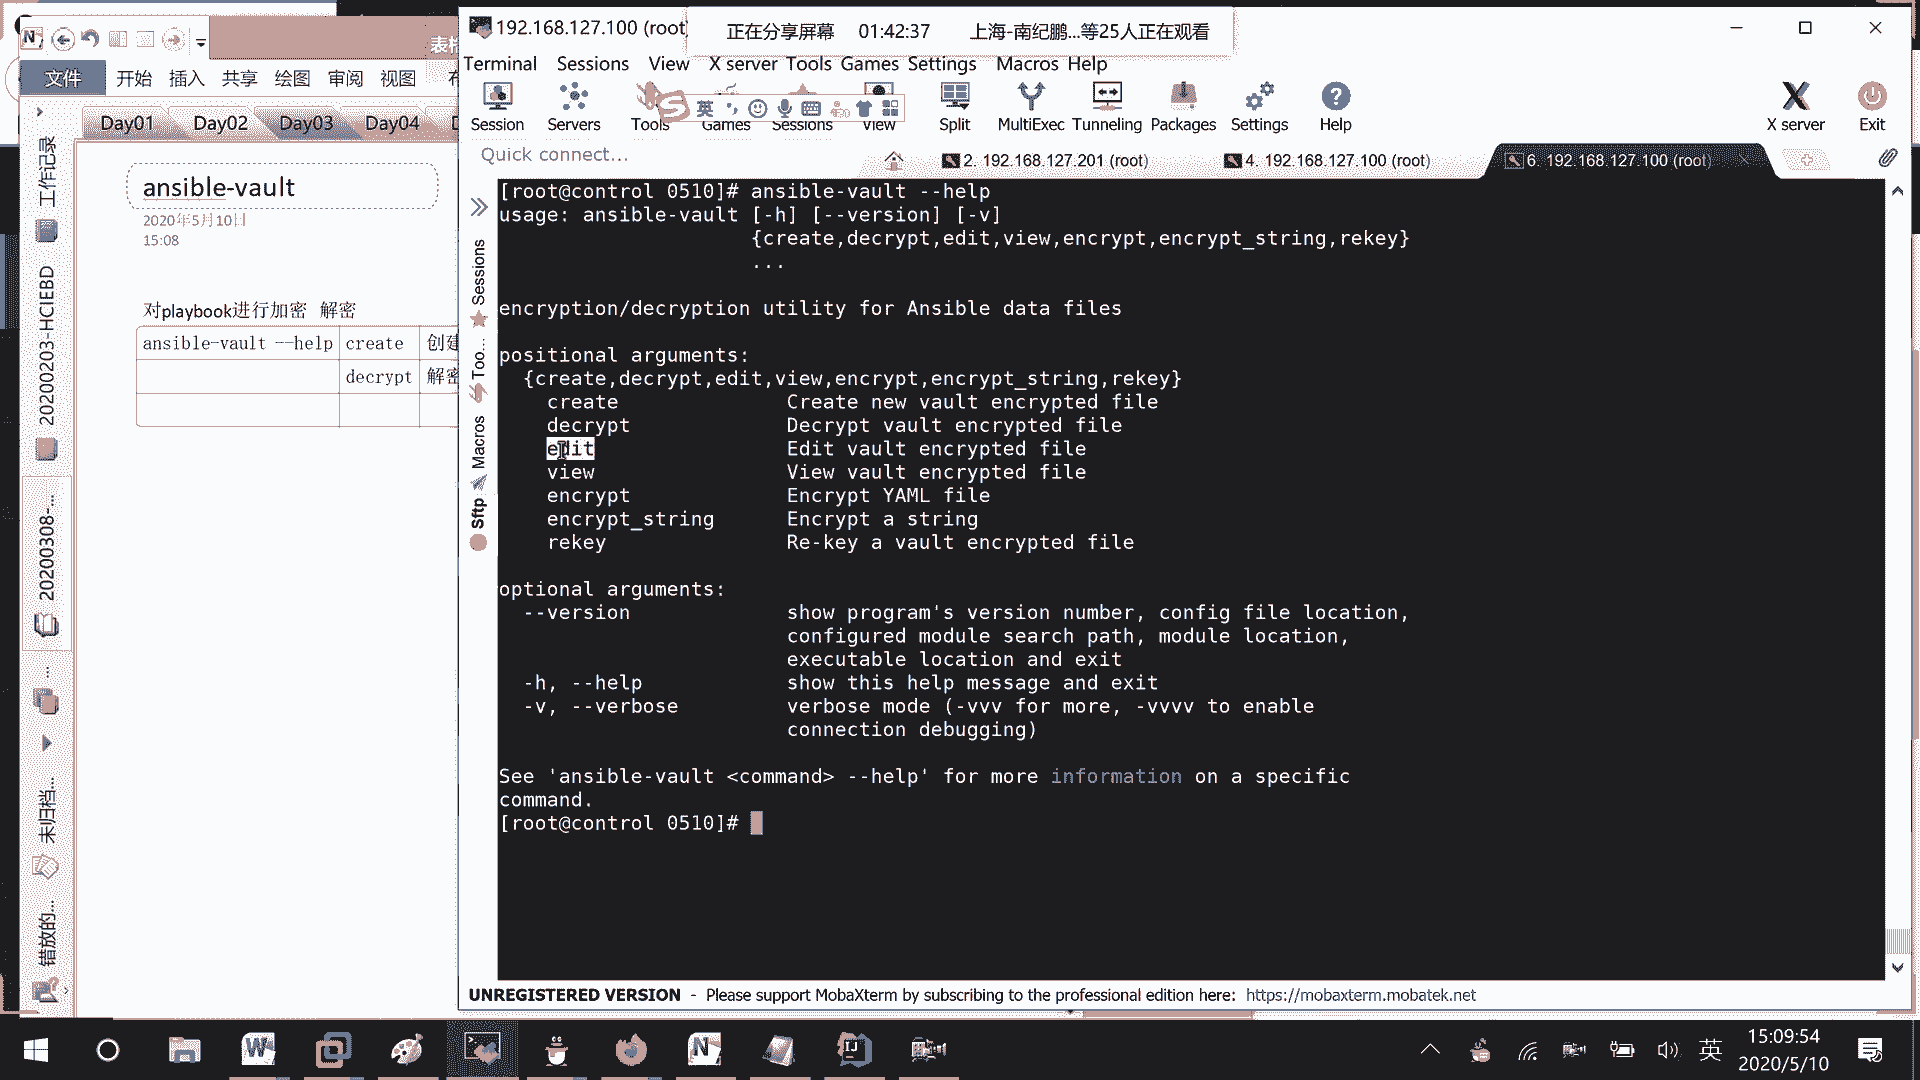 192.168.127.100 (root)
正在分享屏幕 01:42:37 上海-南纪鹏...等25人正在观看
文件 开始 插入 共享 绘图 审阅 视图
Terminal Sessions View X server Tools Games Settings Macros Help
英
Session Servers Tools Games Sessions View Split MultiExec Tunneling Packages Settings Help X server Exit
Day01 Day02 Day03 Day04
Quick connect...
2. 192.168.127.201 (root) 4. 192.168.127.100 (root) 6. 192.168.127.100 (root)
工作记录
20200203-HCIEBD
20200308-...
未归档...
错放的...
ansible-vault
2020年5月10日
15:08
对playbook进行加密 解密
ansible-vault --help create 创建
decrypt 解密
Sessions
Too...
Macros
Sftp
[root@control 0510]# ansible-vault --help
usage: ansible-vault [-h] [--version] [-v]
{create,decrypt,edit,view,encrypt,encrypt_string,rekey}
...
encryption/decryption utility for Ansible data files
positional arguments:
{create,decrypt,edit,view,encrypt,encrypt_string,rekey}
create Create new vault encrypted file
decrypt Decrypt vault encrypted file
edit Edit vault encrypted file
view View vault encrypted file
encrypt Encrypt YAML file
encrypt_string Encrypt a string
rekey Re-key a vault encrypted file
optional arguments:
--version show program's version number, config file location,
configured module search path, module location,
executable location and exit
-h, --help show this help message and exit
-v, --verbose verbose mode (-vvv for more, -vvvv to enable
connection debugging)
See 'ansible-vault <command> --help' for more information on a specific
command.
[root@control 0510]#
UNREGISTERED VERSION - Please support MobaXterm by subscribing to the professional edition here: https://mobaxterm.mobatek.net
英
15:09:54
2020/5/10